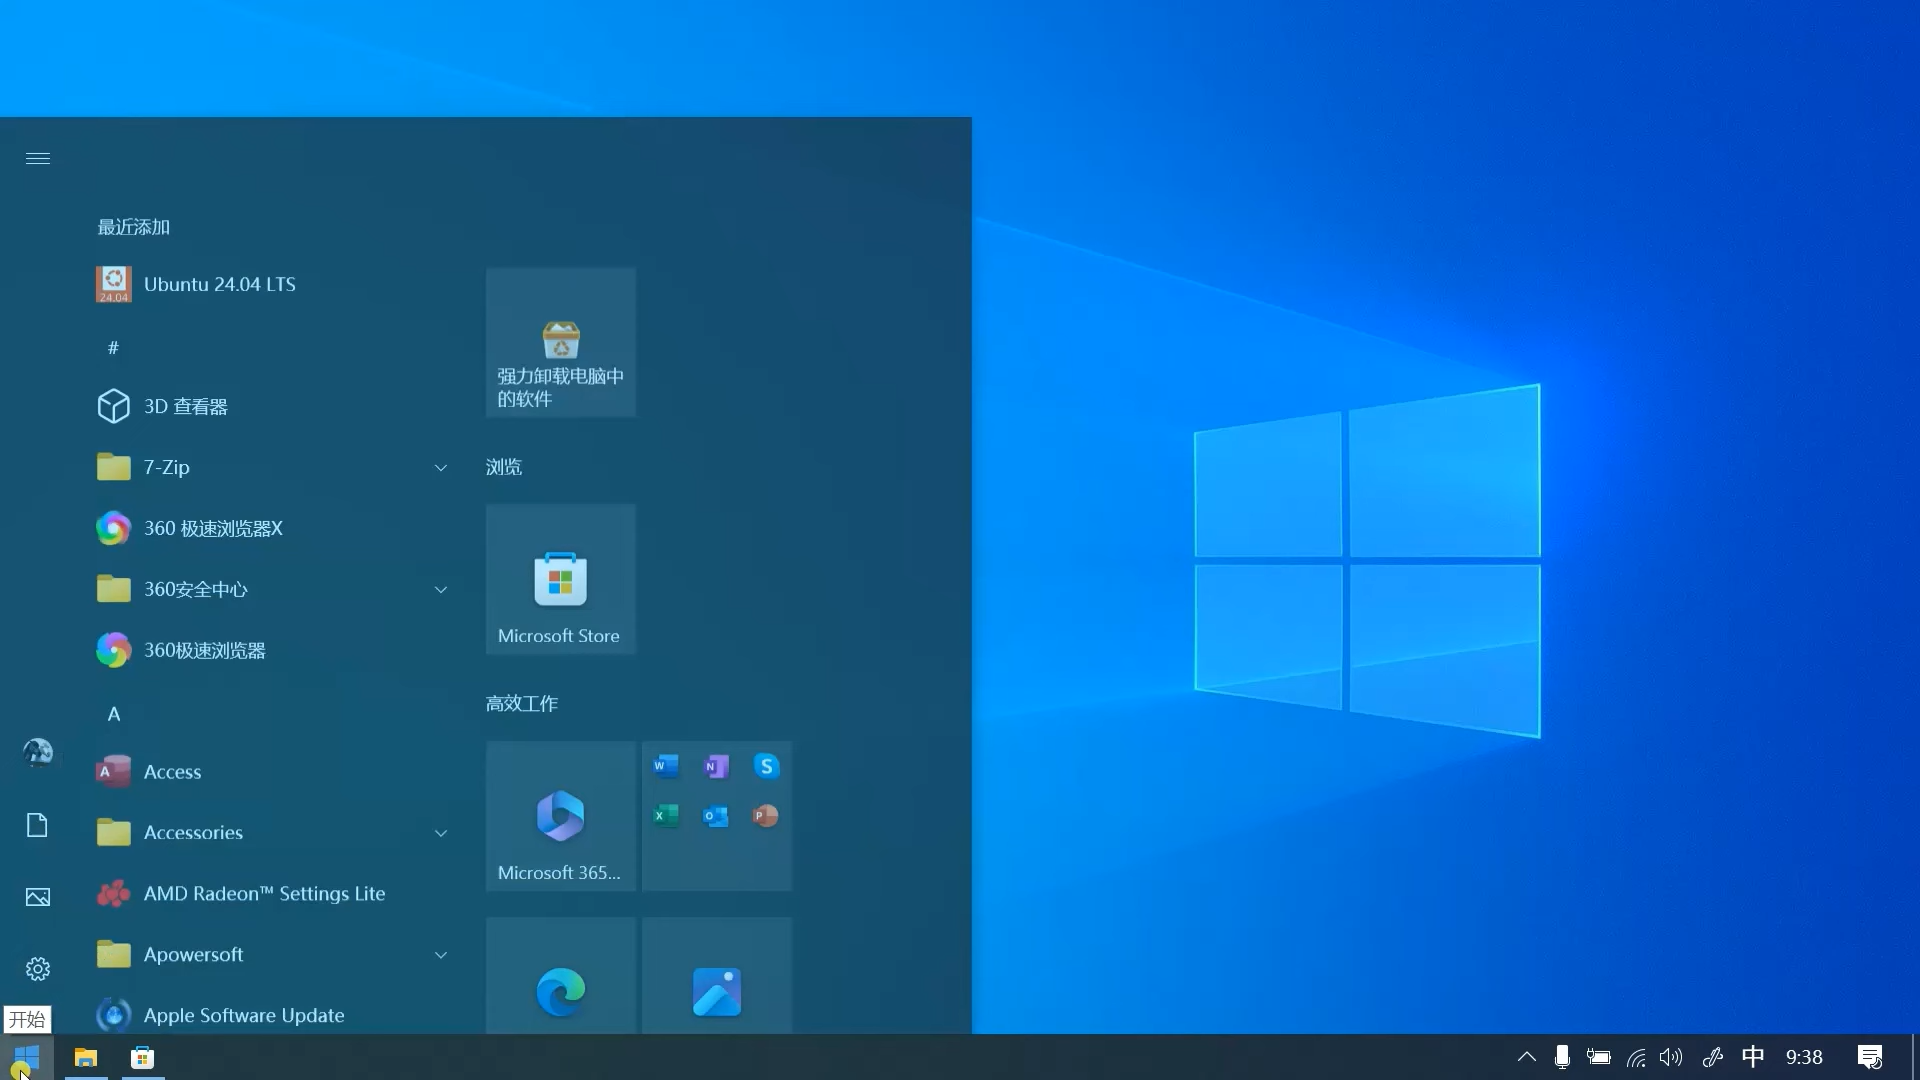 最近添加
Ubuntu 24.04 LTS
24.04
#
3D 查看器
7-Zip
360 极速浏览器X
360安全中心
360极速浏览器
A
Access
Accessories
AMD Radeon™ Settings Lite
Apowersoft
Apple Software Update
强力卸载电脑中
的软件
浏览
Microsoft Store
高效工作
Microsoft 365...
开始
中
9:38